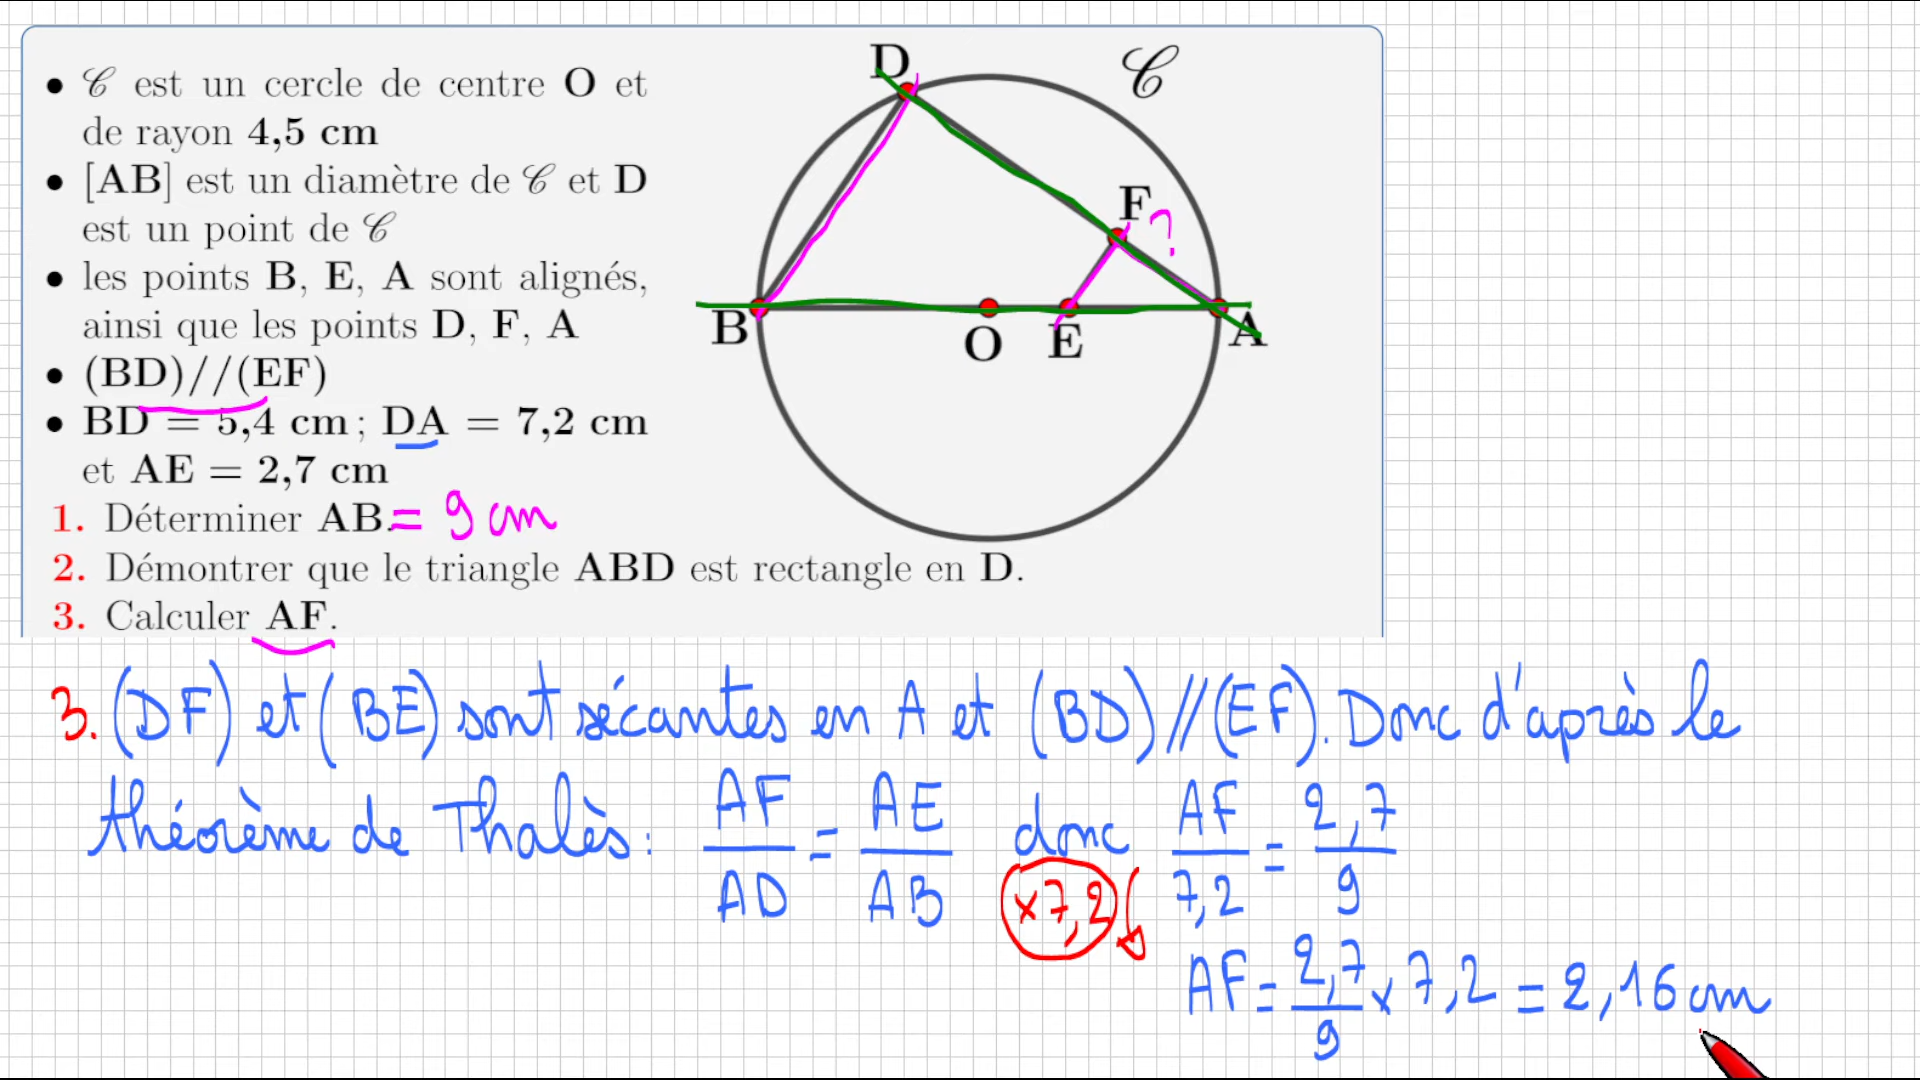 • 𝒞 est un cercle de centre O et
de rayon 4,5 cm
• [AB] est un diamètre de 𝒞 et D
est un point de 𝒞
• les points B, E, A sont alignés,
ainsi que les points D, F, A
• (BD)//(EF)
• BD = 5,4 cm ; DA = 7,2 cm
et AE = 2,7 cm
1. Déterminer AB. = 9 cm
2. Démontrer que le triangle ABD est rectangle en D.
3. Calculer AF.
D
𝒞
F ?
B
O
E
A
3. (DF) et (BE) sont sécantes en A et (BD)//(EF). Donc d'après le
théorème de Thalès : AF/AD = AE/AB donc AF/7,2 = 2,7/9
×7,2
AF = 2,7/9 × 7,2 = 2,16 cm